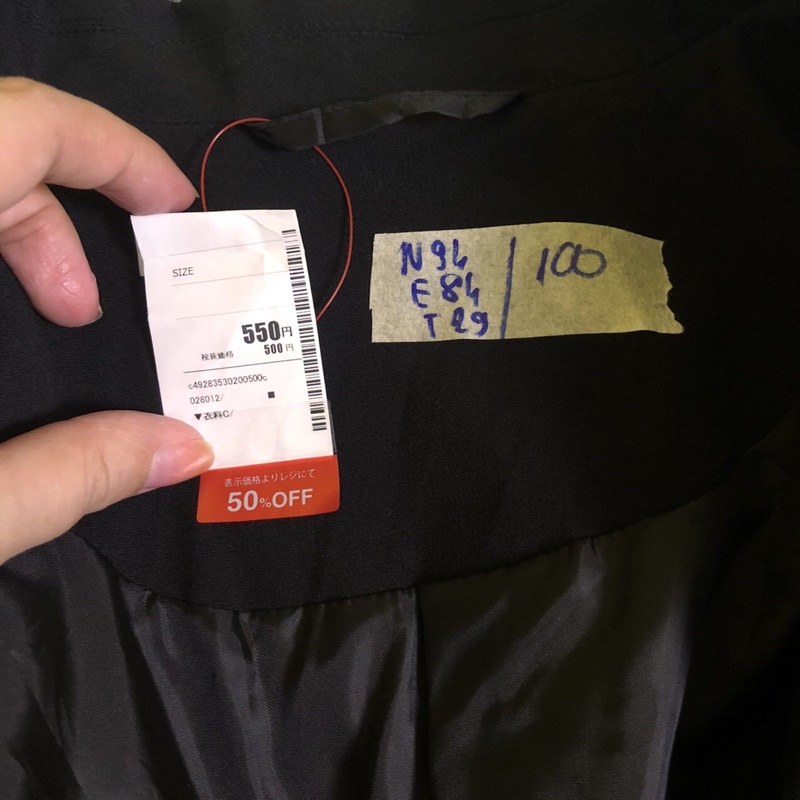 SIZE
550円
税抜価格 500円
c49283530200500c
028012/ ■
▼衣料C/
表示価格よりレジにて
50%OFF
N94 / 100
E84
T29